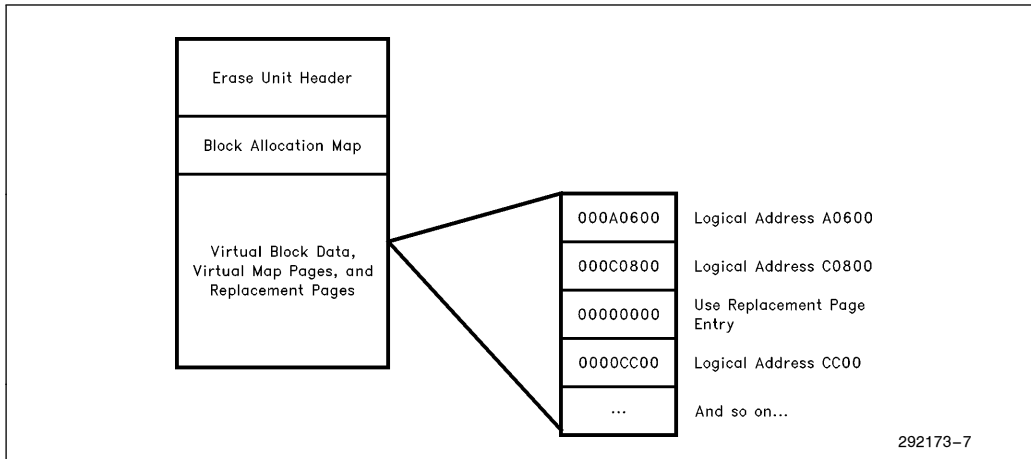 Erase Unit Header
Block Allocation Map
Virtual Block Data,
Virtual Map Pages, and
Replacement Pages
000A0600 Logical Address A0600
000C0800 Logical Address C0800
00000000 Use Replacement Page
Entry
0000CC00 Logical Address CC00
... And so on...
292173–7